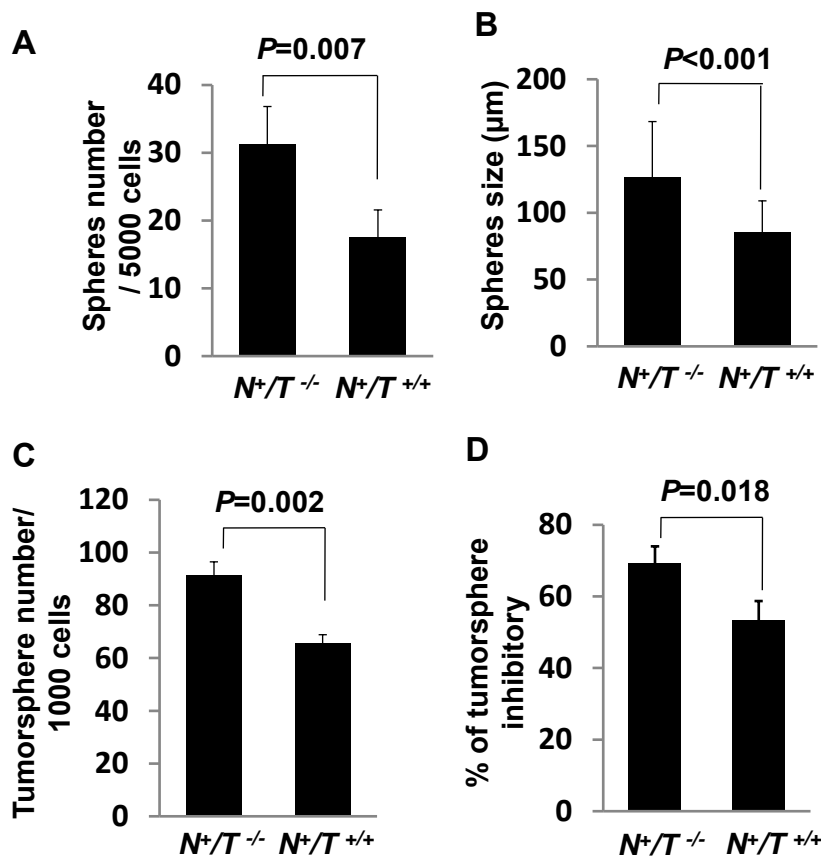 A
P=0.007
Spheres number
/ 5000 cells
40
30
20
10
0
N⁺/T ⁻/⁻
N⁺/T ⁺/⁺
B
P<0.001
Spheres size (µm)
200
150
100
50
0
N⁺/T ⁻/⁻
N⁺/T ⁺/⁺
C
P=0.002
Tumorsphere number/
1000 cells
120
100
80
60
40
20
0
N⁺/T ⁻/⁻
N⁺/T ⁺/⁺
D
P=0.018
% of tumorsphere
inhibitory
80
60
40
20
0
N⁺/T ⁻/⁻
N⁺/T ⁺/⁺